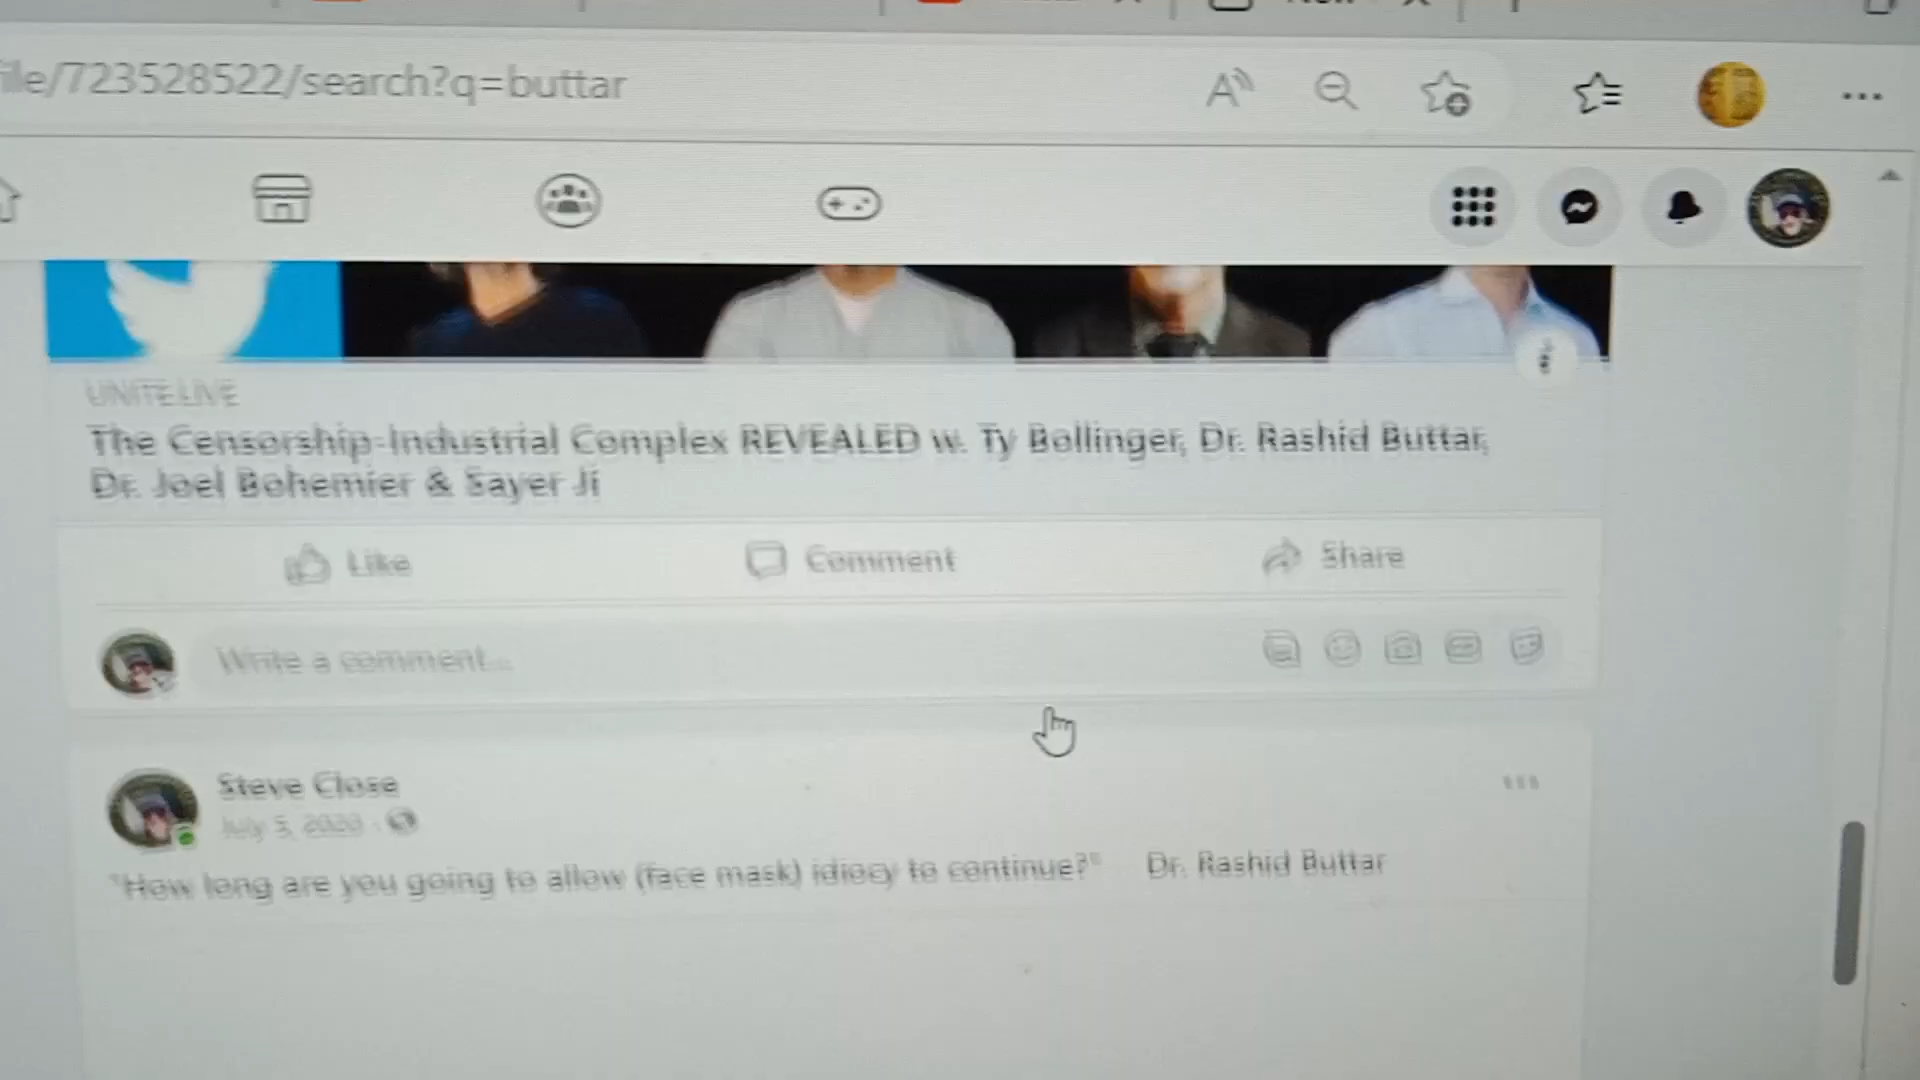 ile/723528522/search?q=buttar
UNITE.LIVE
The Censorship-Industrial Complex REVEALED w. Ty Bollinger, Dr. Rashid Buttar,
Dr. Joel Bohemier & Sayer Ji
Like Comment Share
Write a comment...
Steve Close
July 5, 2020
"How long are you going to allow (face mask) idiocy to continue?" Dr. Rashid Buttar